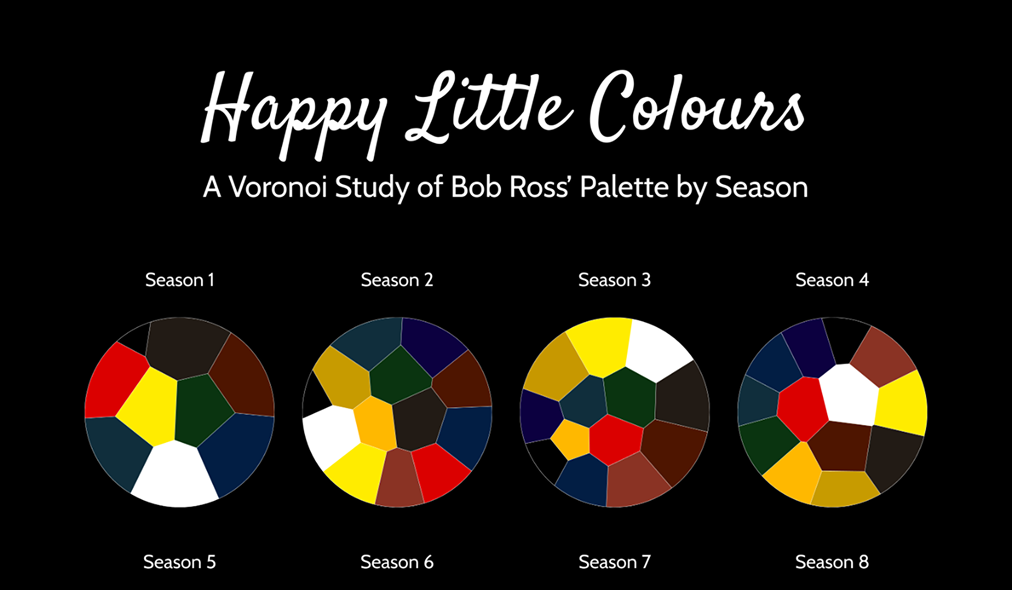 Happy Little Colours
A Voronoi Study of Bob Ross’ Palette by Season
Season 1
Season 2
Season 3
Season 4
Season 5
Season 6
Season 7
Season 8